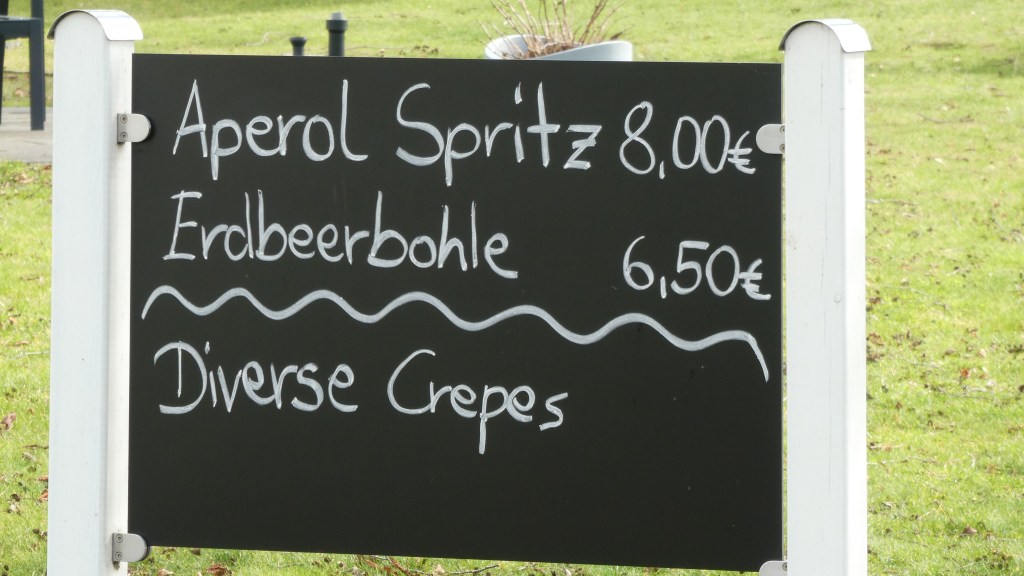 Aperol Spritz 8,00€
Erdbeerbohle 6,50€
Diverse Crepes